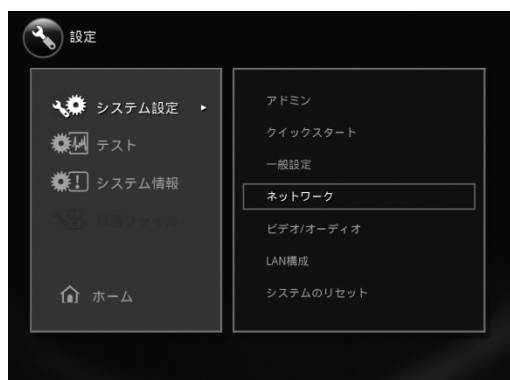 設定
システム設定
テスト
システム情報
ホーム
アドミン
クイックスタート
一般設定
ネットワーク
ビデオ/オーディオ
LAN構成
システムのリセット